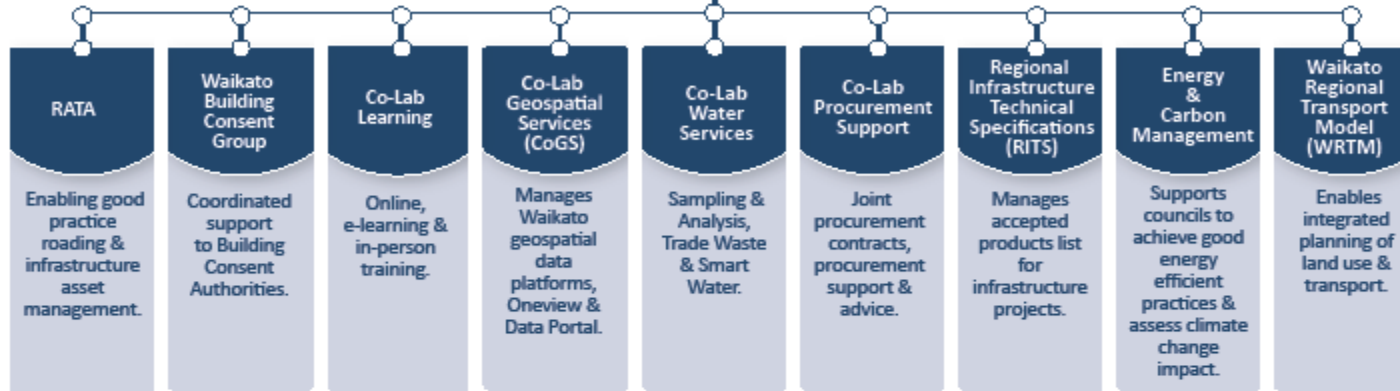 RATA
Enabling good
practice
roading &
infrastructure
asset
management.
Waikato
Building
Consent
Group
Coordinated
support
to Building
Consent
Authorities.
Co-Lab
Learning
Online,
e-learning &
in-person
training.
Co-Lab
Geospatial
Services
(CoGS)
Manages
Waikato
geospatial
data
platforms,
Oneview &
Data Portal.
Co-Lab
Water
Services
Sampling &
Analysis,
Trade Waste
& Smart
Water.
Co-Lab
Procurement
Support
Joint
procurement
contracts,
procurement
support &
advice.
Regional
Infrastructure
Technical
Specifications
(RITS)
Manages
accepted
products list
for
infrastructure
projects.
Energy
&
Carbon
Management
Supports
councils to
achieve good
energy
efficient
practices &
assess climate
change
impact.
Waikato
Regional
Transport
Model
(WRTM)
Enables
integrated
planning of
land use &
transport.